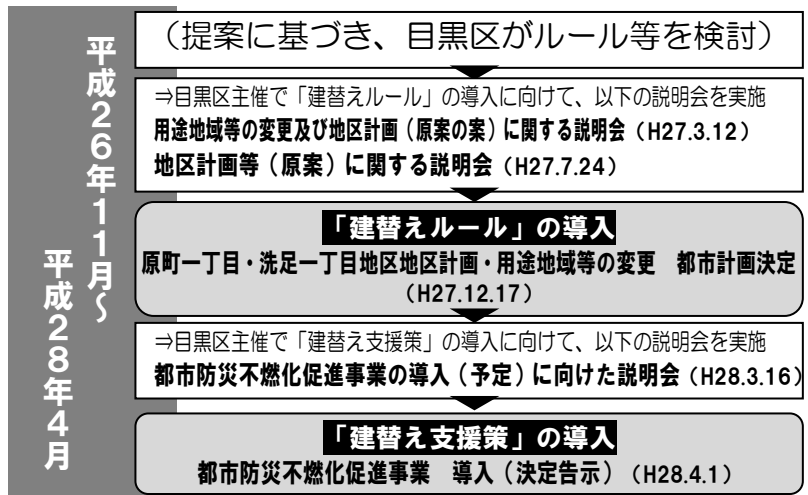 平成26年11月～
平成28年4月
（提案に基づき、目黒区がルール等を検討）
⇒目黒区主催で「建替えルール」の導入に向けて、以下の説明会を実施
用途地域等の変更及び地区計画（原案の案）に関する説明会（H27.3.12）
地区計画等（原案）に関する説明会（H27.7.24）
「建替えルール」の導入
原町一丁目・洗足一丁目地区地区計画・用途地域等の変更　都市計画決定
（H27.12.17）
⇒目黒区主催で「建替え支援策」の導入に向けて、以下の説明会を実施
都市防災不燃化促進事業の導入（予定）に向けた説明会（H28.3.16）
「建替え支援策」の導入
都市防災不燃化促進事業　導入（決定告示）（H28.4.1）